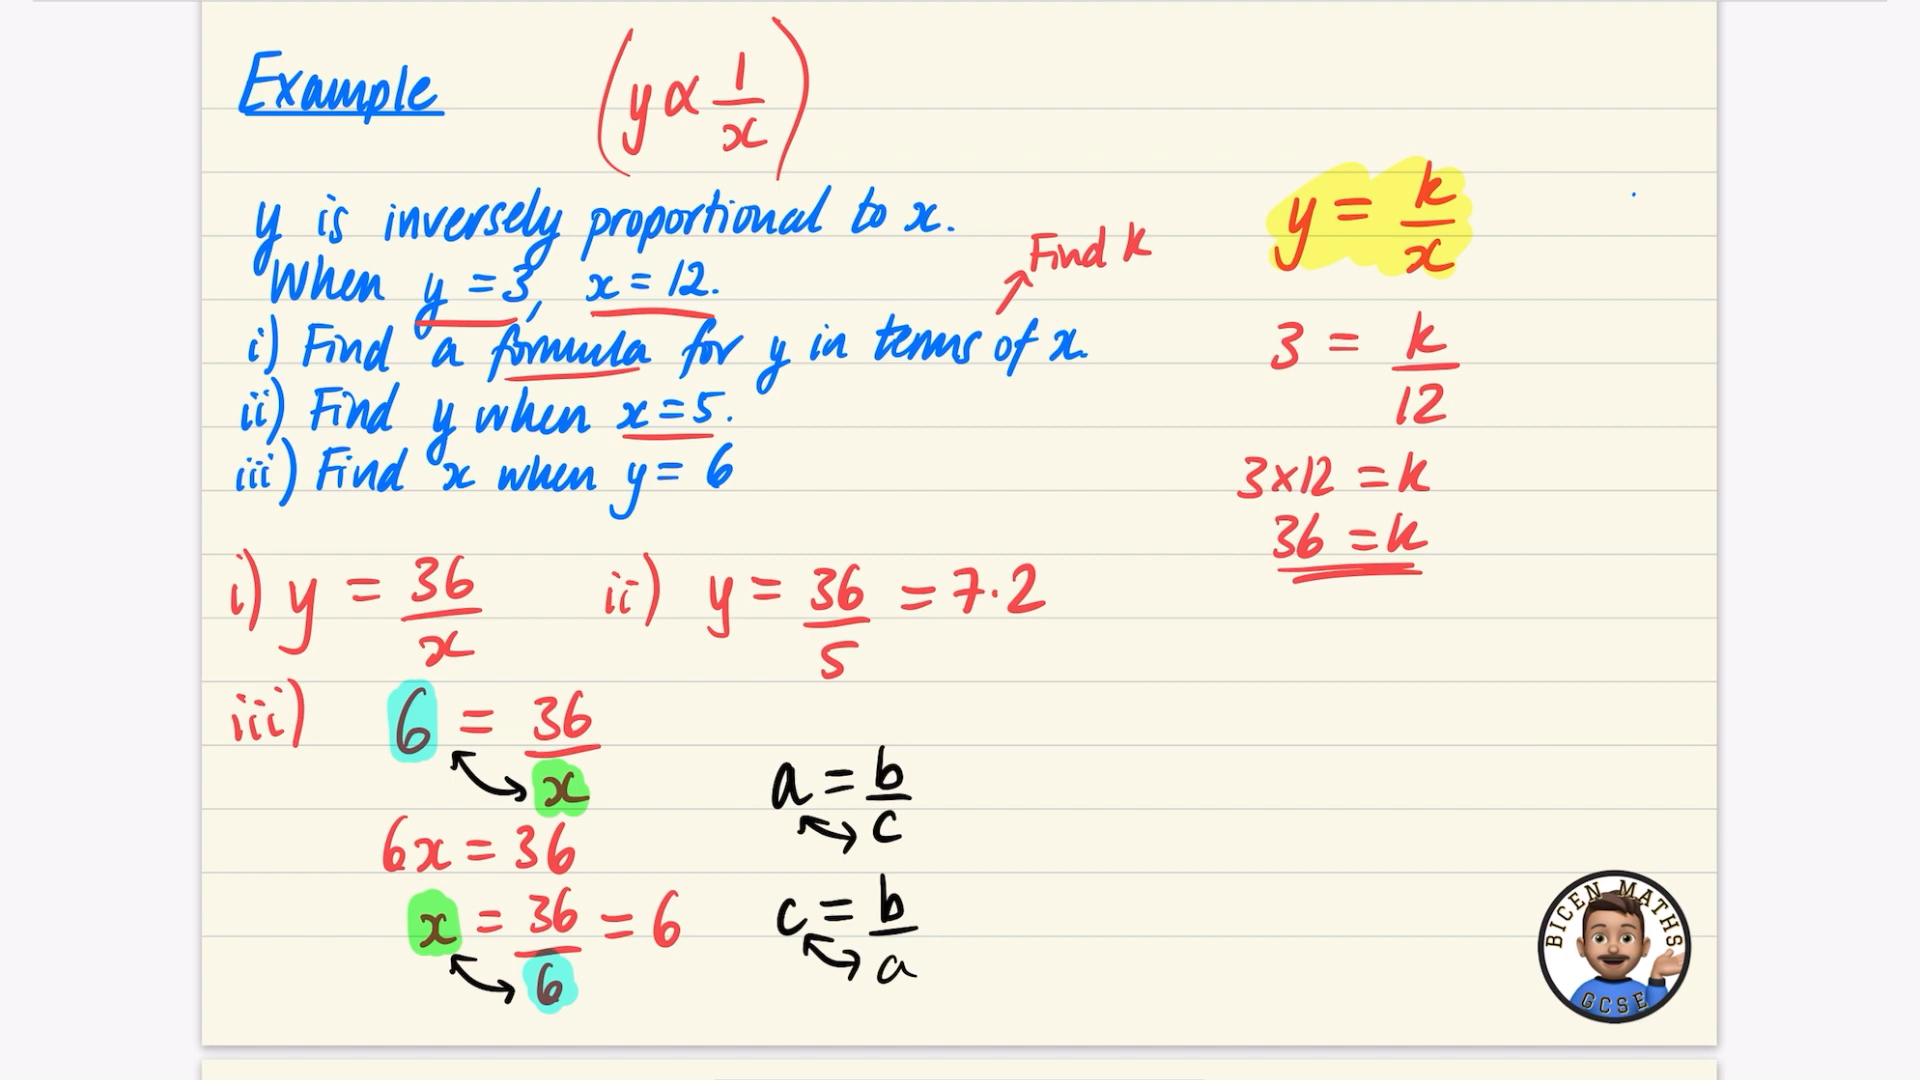 Example
(y ∝ 1/x)
y is inversely proportional to x.
When y = 3, x = 12.
i) Find a formula for y in terms of x.
Find k
ii) Find y when x = 5.
iii) Find x when y = 6
y = k/x
3 = k/12
3×12 = k
36 = k
i) y = 36/x
ii) y = 36/5 = 7.2
iii) 6 = 36/x
6x = 36
x = 36/6 = 6
a = b/c
c = b/a
BICEN MATHS
GCSE